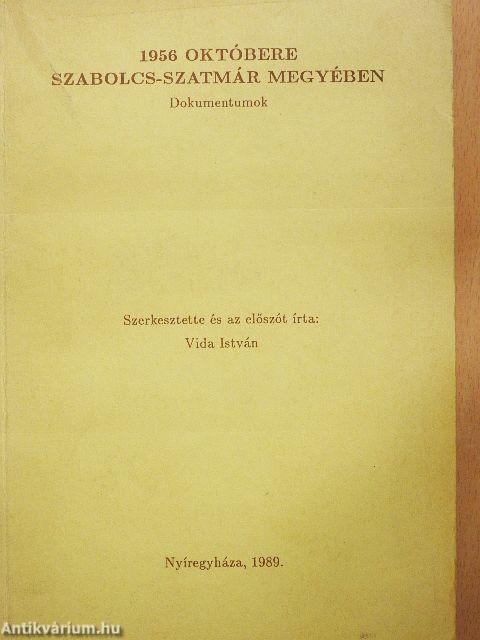 1956 OKTÓBERE
SZABOLCS-SZATMÁR MEGYÉBEN
Dokumentumok
Szerkesztette és az előszót írta:
Vida István
Nyíregyháza, 1989.
Antikvárium.hu